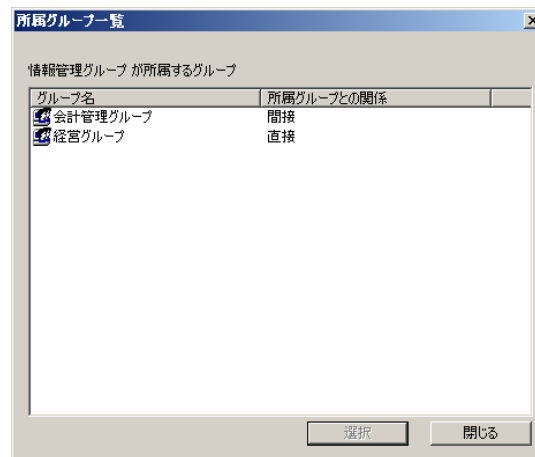 所属グループ一覧
情報管理グループ が所属するグループ
グループ名 所属グループとの関係
会計管理グループ 間接
経営グループ 直接
選択 閉じる